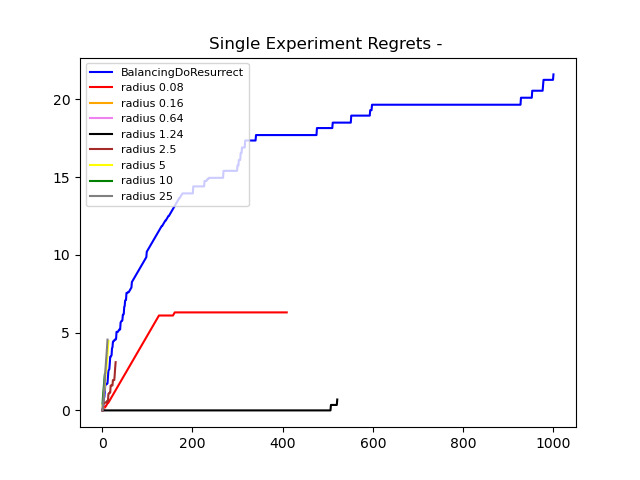 Single Experiment Regrets -
BalancingDoResurrect
radius 0.08
radius 0.16
radius 0.64
radius 1.24
radius 2.5
radius 5
radius 10
radius 25
20
15
10
5
0
0 200 400 600 800 1000